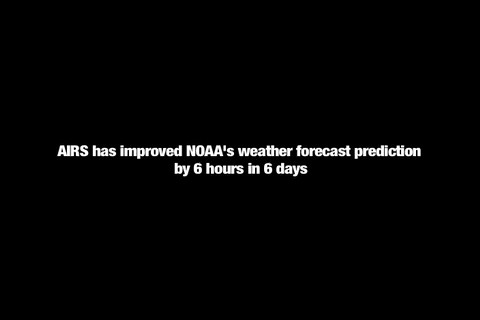 AIRS has improved NOAA's weather forecast prediction
by 6 hours in 6 days